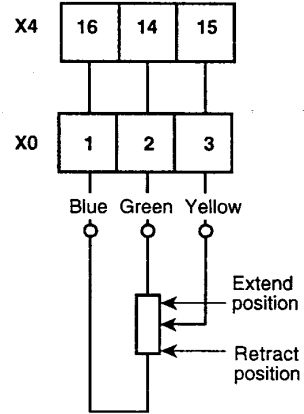 X4 16 14 15
X0 1 2 3
Blue Green Yellow
Extend
position
Retract
position